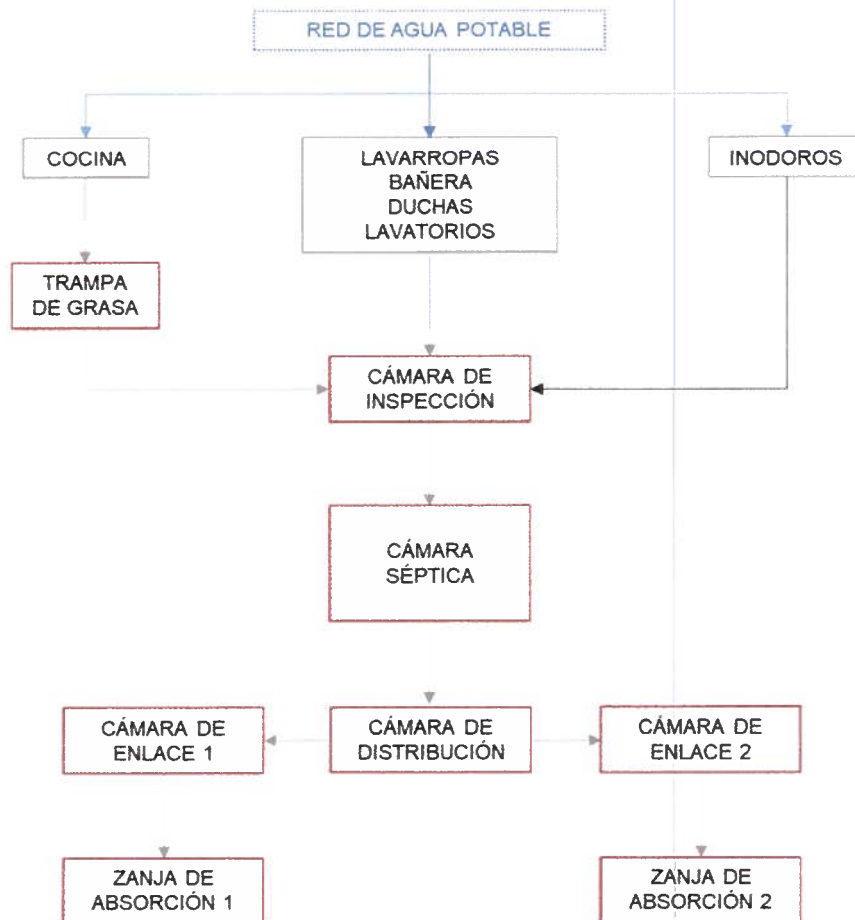 RED DE AGUA POTABLE
COCINA
LAVARROPAS
BAÑERA
DUCHAS
LAVATORIOS
INODOROS
TRAMPA
DE GRASA
CÁMARA DE
INSPECCIÓN
CÁMARA
SÉPTICA
CÁMARA DE
ENLACE 1
CÁMARA DE
DISTRIBUCIÓN
CÁMARA DE
ENLACE 2
ZANJA DE
ABSORCIÓN 1
ZANJA DE
ABSORCIÓN 2